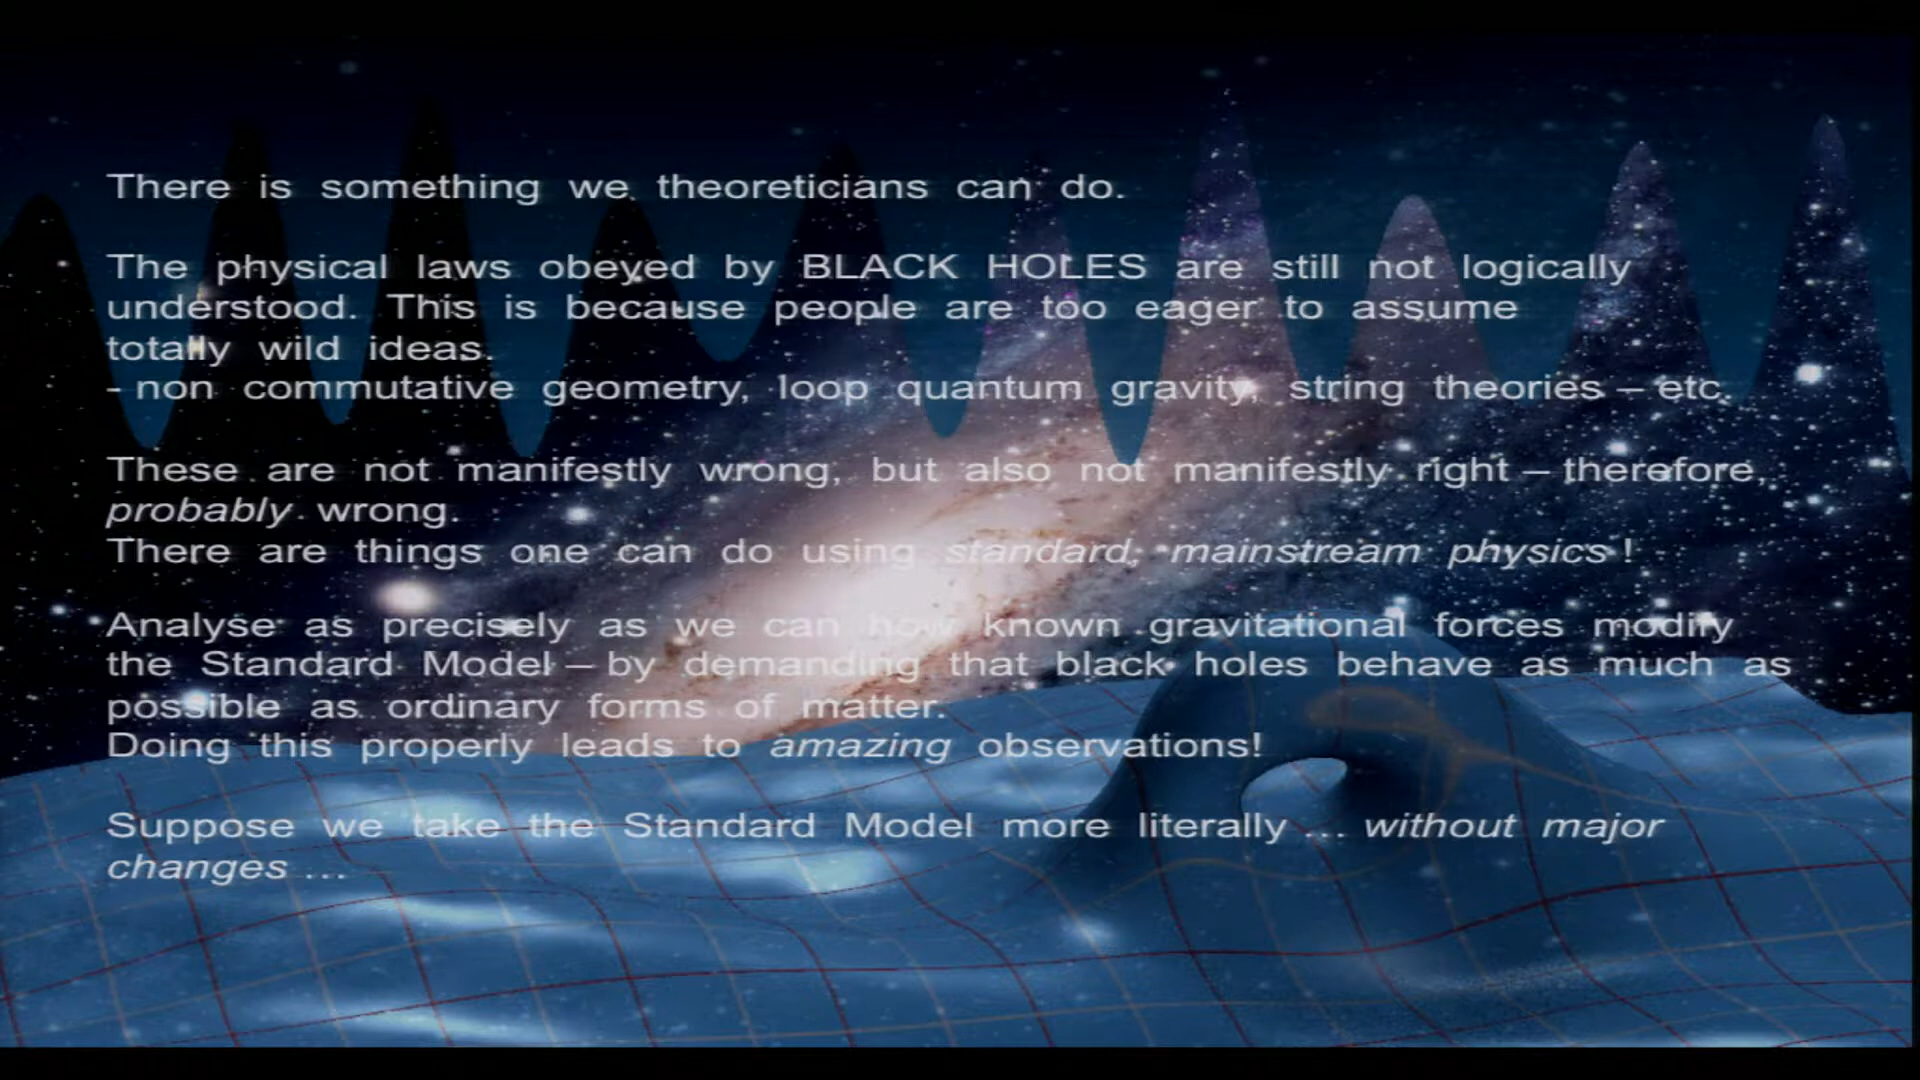 There is something we theoreticians can do.
The physical laws obeyed by BLACK HOLES are still not logically
understood. This is because people are too eager to assume
totally wild ideas.
- non commutative geometry, loop quantum gravity, string theories – etc.
These are not manifestly wrong, but also not manifestly right – therefore,
probably wrong.
There are things one can do using standard, mainstream physics !
Analyse as precisely as we can how known gravitational forces modify
the Standard Model – by demanding that black holes behave as much as
possible as ordinary forms of matter.
Doing this properly leads to amazing observations!
Suppose we take the Standard Model more literally ... without major
changes ...